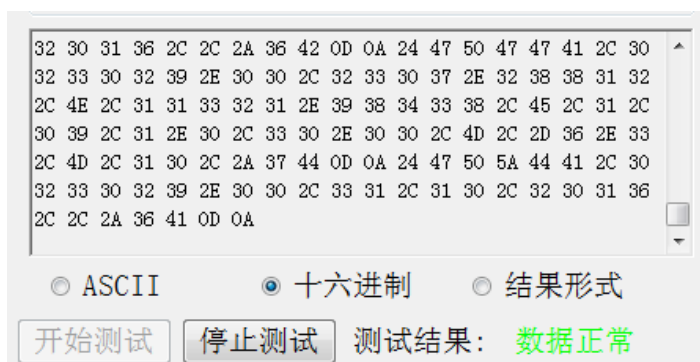 32 30 31 36 2C 2C 2A 36 42 0D 0A 24 47 50 47 47 41 2C 30
32 33 30 32 39 2E 30 30 2C 32 33 30 37 2E 32 38 38 31 32
2C 4E 2C 31 31 33 32 31 2E 39 38 34 33 38 2C 45 2C 31 2C
30 39 2C 31 2E 30 2C 33 30 2E 30 30 2C 4D 2C 2D 36 2E 33
2C 4D 2C 31 30 2C 2A 37 44 0D 0A 24 47 50 5A 44 41 2C 30
32 33 30 32 39 2E 30 30 2C 33 31 2C 31 30 2C 32 30 31 36
2C 2C 2A 36 41 0D 0A
ASCII 十六进制 结果形式
开始测试 停止测试 测试结果: 数据正常